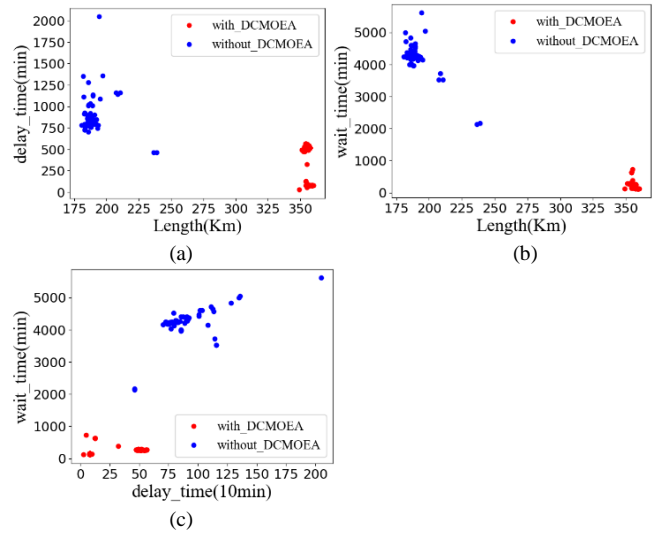 2000
1750
1500
1250
1000
750
500
250
0
delay_time(min)
with_DCMOEA
without_DCMOEA
175 200 225 250 275 300 325 350
Length(Km)
(a)
5000
4000
3000
2000
1000
0
wait_time(min)
with_DCMOEA
without_DCMOEA
175 200 225 250 275 300 325 350
Length(Km)
(b)
5000
4000
3000
2000
1000
0
wait_time(min)
with_DCMOEA
without_DCMOEA
0 25 50 75 100 125 150 175 200
delay_time(10min)
(c)